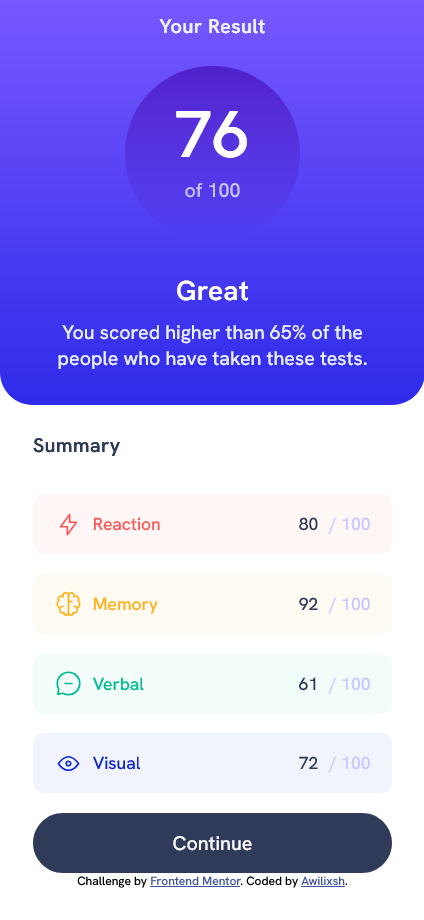 Your Result
76
of 100
Great
You scored higher than 65% of the
people who have taken these tests.
Summary
Reaction 80 / 100
Memory 92 / 100
Verbal 61 / 100
Visual 72 / 100
Continue
Challenge by Frontend Mentor. Coded by Awilixsh.